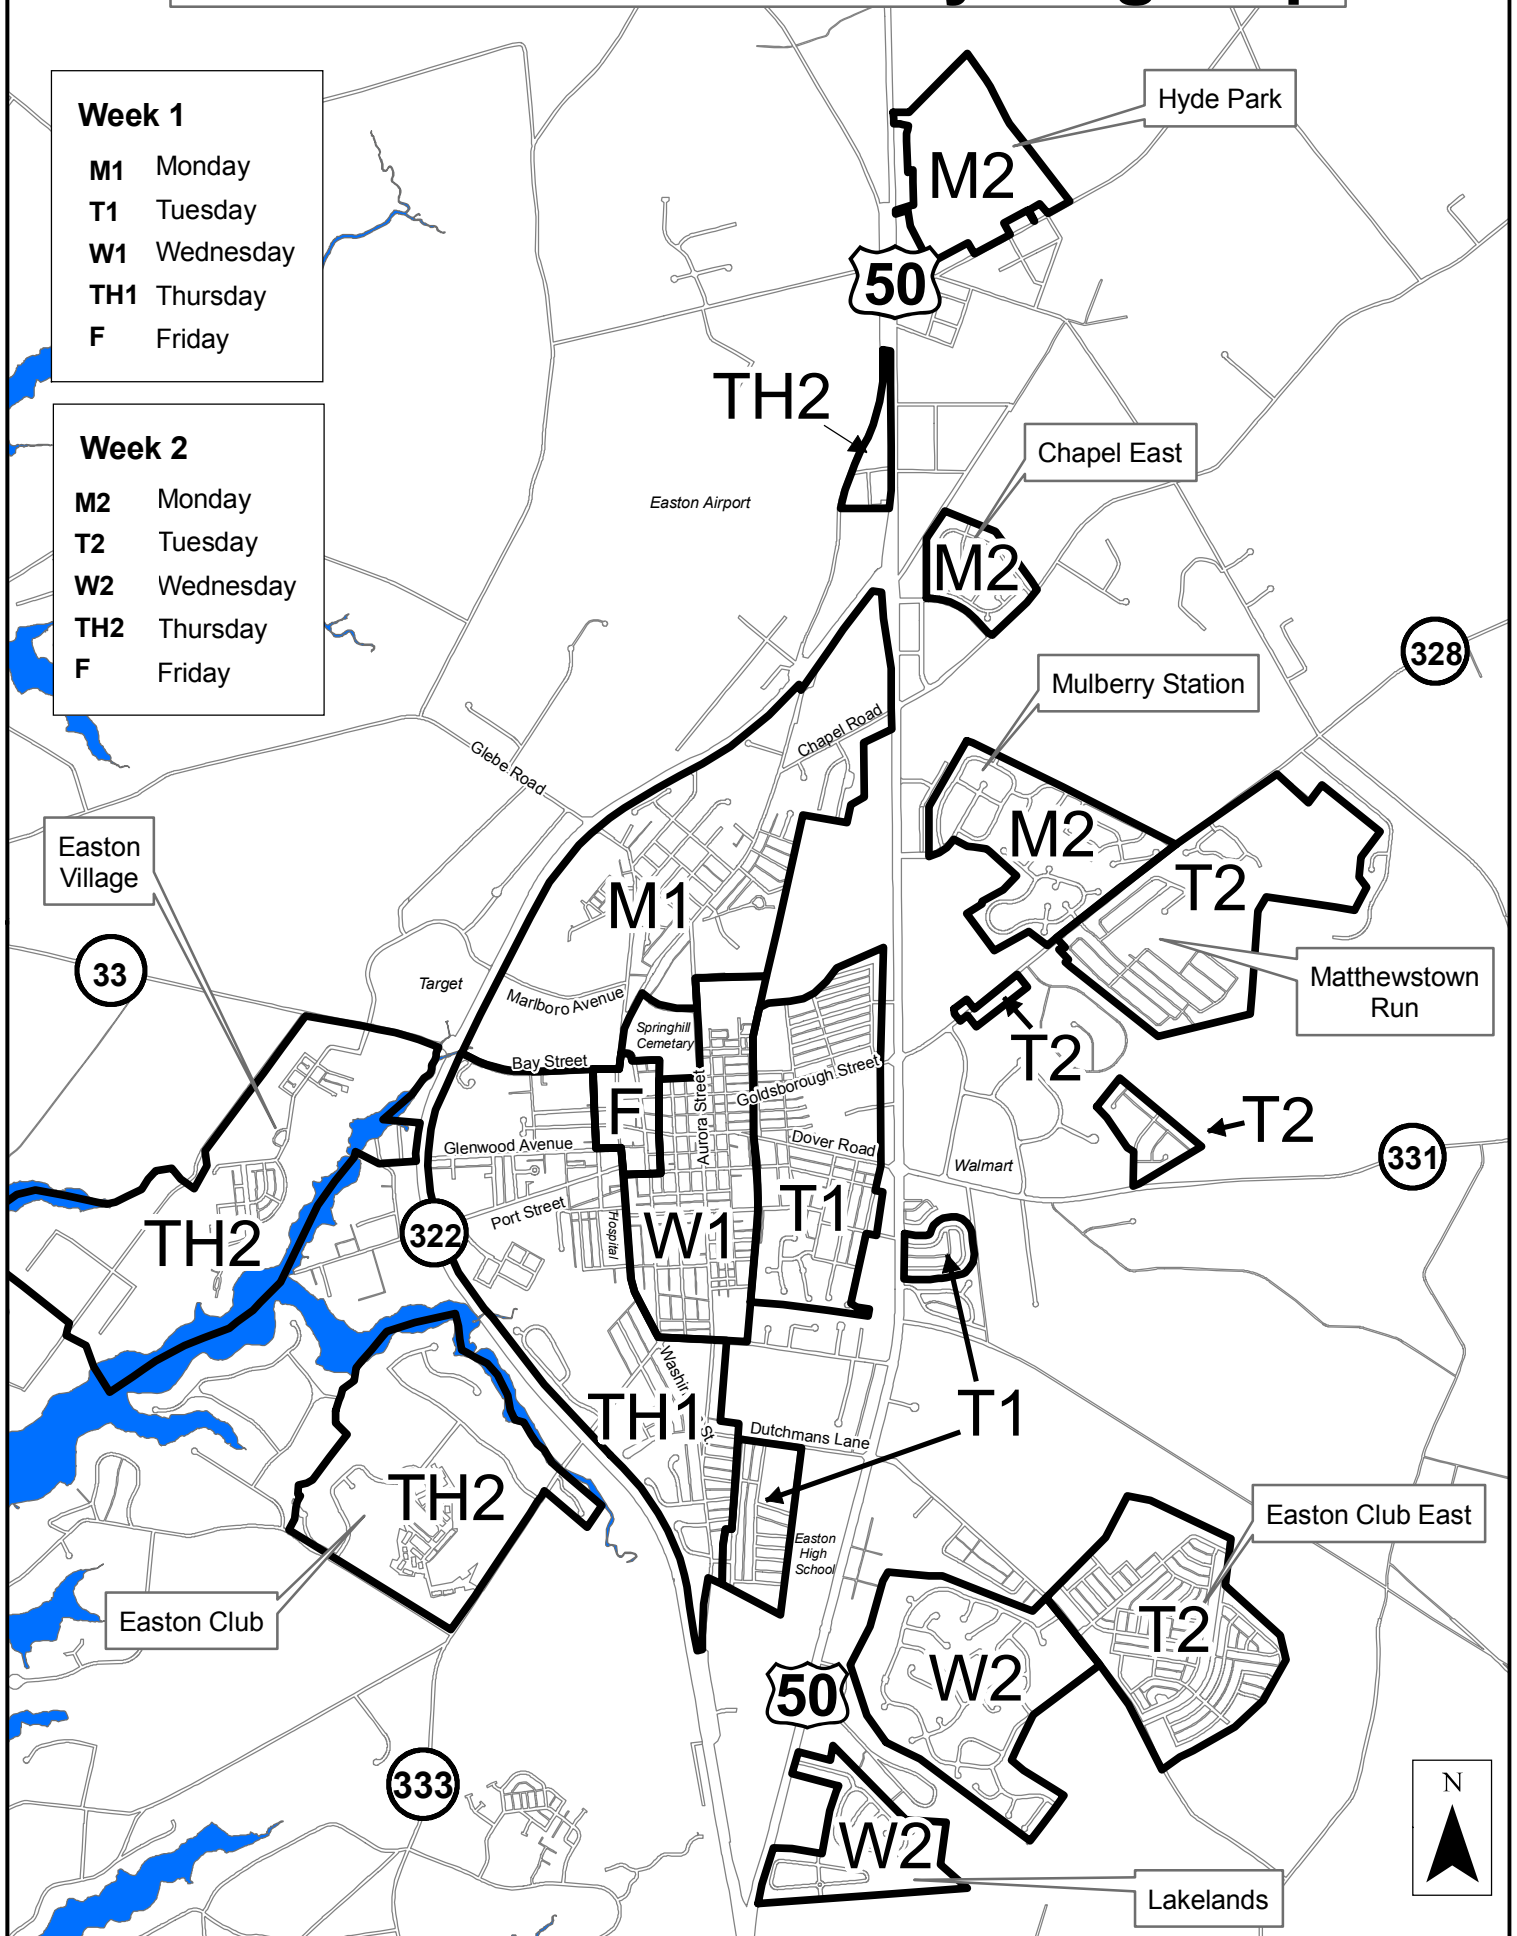 Week 1
M1 Monday
T1 Tuesday
W1 Wednesday
TH1 Thursday
F Friday
Week 2
M2 Monday
T2 Tuesday
W2 Wednesday
TH2 Thursday
F Friday
Hyde Park
M2
50
TH2
Chapel East
Easton Airport
M2
328
Mulberry Station
Chapel Road
Glebe Road
Easton
Village
M2
T2
M1
33
Target
Marlboro Avenue
Matthewstown
Run
Springhill
Cemetary
T2
Bay Street
Goldsborough Street
F
Aurora Street
T2
Glenwood Avenue
Dover Road
Walmart
331
Port Street
Hospital
T1
TH2
322
W1
Washin
St.
TH1
T1
Dutchmans Lane
TH2
Easton
High
School
Easton Club East
Easton Club
T2
W2
50
333
N
W2
Lakelands